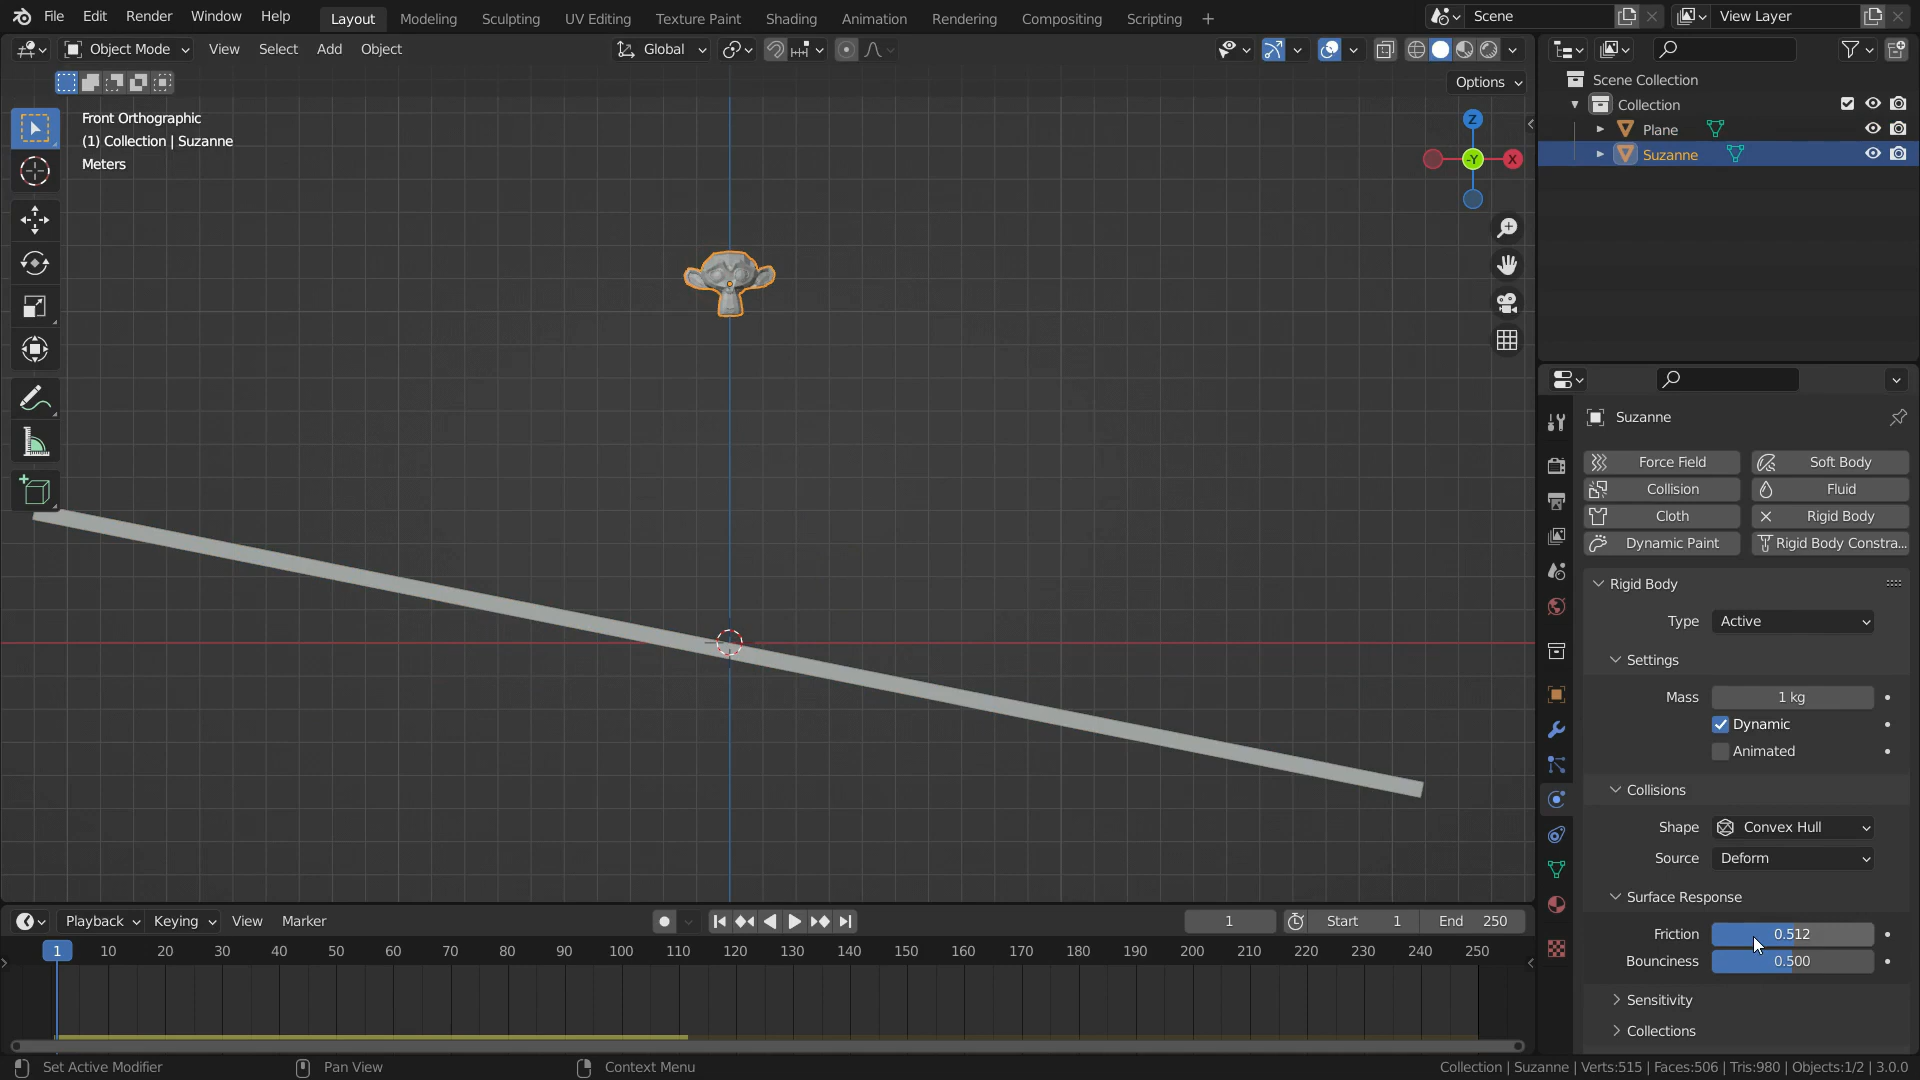 File Edit Render Window Help Layout Modeling Sculpting UV Editing Texture Paint Shading Animation Rendering Compositing Scripting + Scene View Layer
Object Mode View Select Add Object Global
Options
Front Orthographic
(1) Collection | Suzanne
Meters
Z
-Y X
Scene Collection
Collection
Plane
Suzanne
Suzanne
Force Field Soft Body
Collision Fluid
Cloth Rigid Body
Dynamic Paint Rigid Body Constra...
Rigid Body
Type Active
Settings
Mass 1 kg
Dynamic
Animated
Collisions
Shape Convex Hull
Source Deform
Surface Response
Friction 0.512
Bounciness 0.500
Sensitivity
Collections
Playback Keying View Marker 1 Start 1 End 250
1 10 20 30 40 50 60 70 80 90 100 110 120 130 140 150 160 170 180 190 200 210 220 230 240 250
Set Active Modifier Pan View Context Menu Collection | Suzanne | Verts:515 | Faces:506 | Tris:980 | Objects:1/2 | 3.0.0